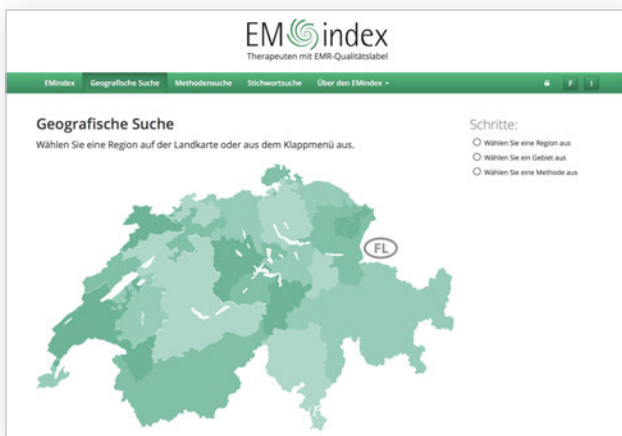 EMindex
Therapeuten mit EMR-Qualitätslabel
EMindex Geografische Suche Methodensuche Stichwortsuche Über den EMindex F I
Geografische Suche
Wählen Sie eine Region auf der Landkarte oder aus dem Klappmenü aus.
Schritte:
Wählen Sie eine Region aus
Wählen Sie ein Gebiet aus
Wählen Sie eine Methode aus
FL